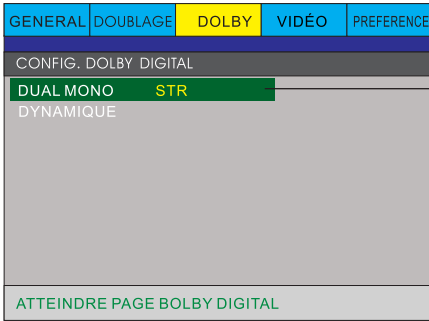 GENERAL DOUBLAGE DOLBY VIDÉO PREFERENCE
CONFIG. DOLBY DIGITAL
DUAL MONO STR
DYNAMIQUE
ATTEINDRE PAGE BOLBY DIGITAL